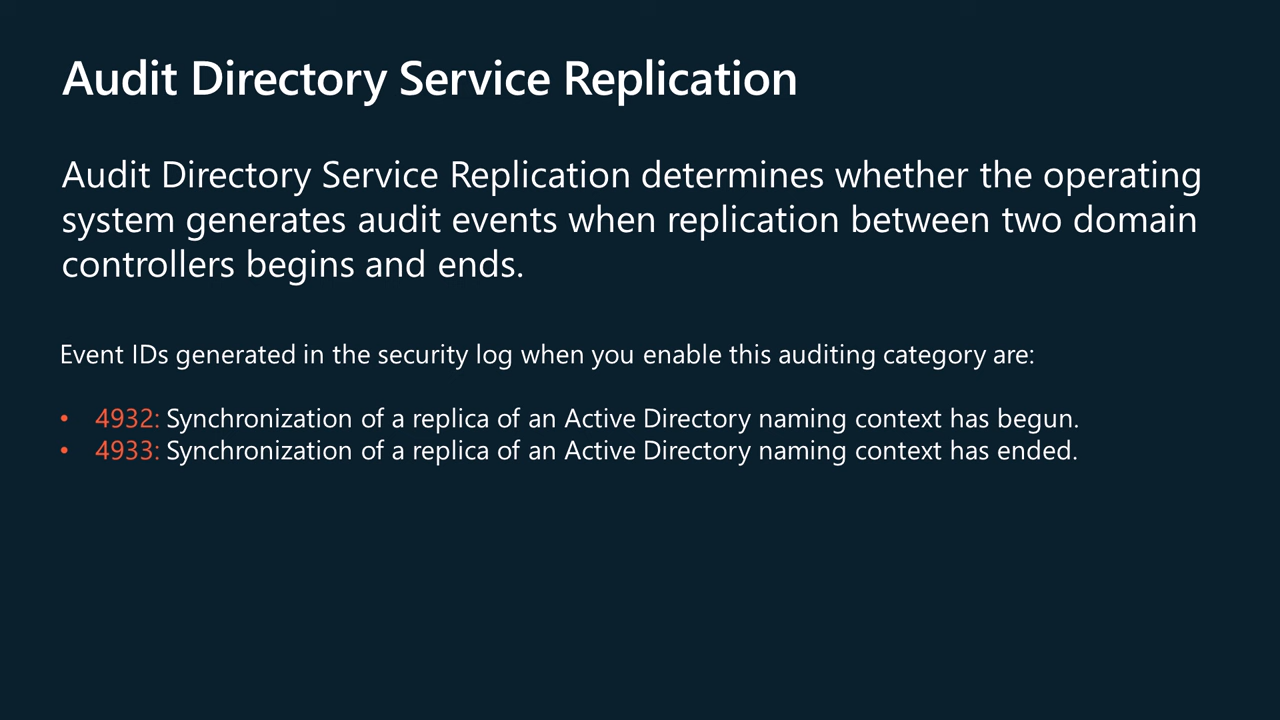 Audit Directory Service Replication
Audit Directory Service Replication determines whether the operating
system generates audit events when replication between two domain
controllers begins and ends.
Event IDs generated in the security log when you enable this auditing category are:
• 4932: Synchronization of a replica of an Active Directory naming context has begun.
• 4933: Synchronization of a replica of an Active Directory naming context has ended.